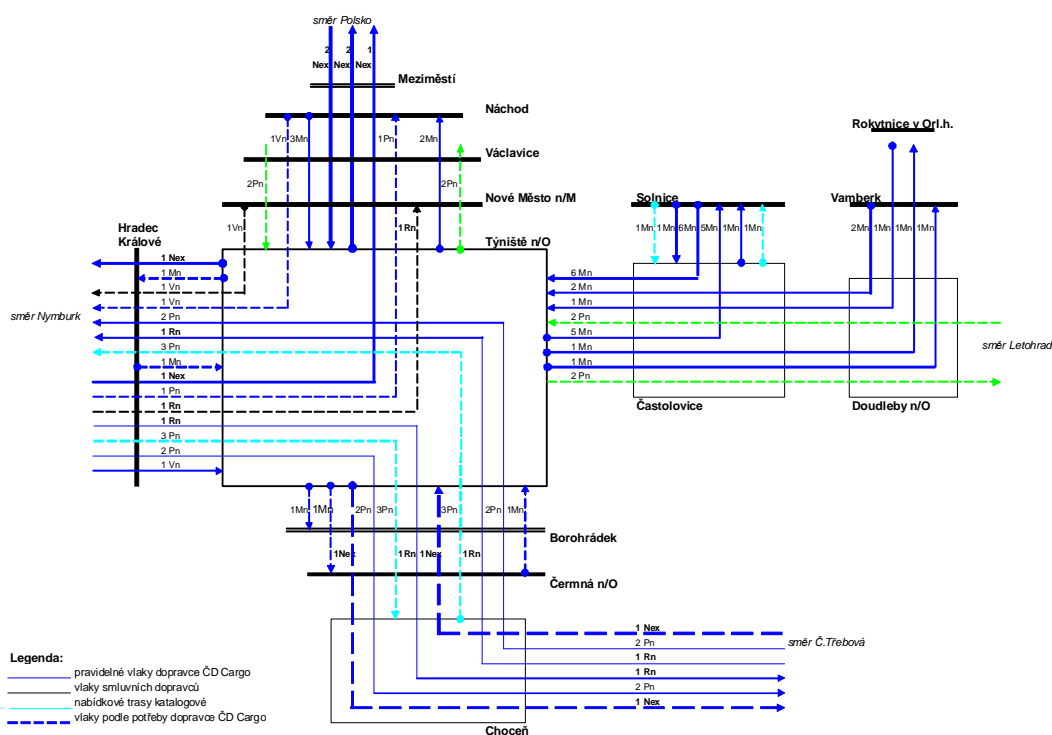 směr Polsko
2 2 1
Nex Nex Nex
Meziměstí
Náchod
Rokytnice v Orl.h.
1Vn 3Mn 1Pn 2Mn
Václavice
2Pn 2Pn
Nové Město n/M
Solnice
Vamberk
1Vn 1Rn
1Mn 1Mn 6Mn 5Mn 1Mn 1Mn
2Mn 1Mn 1Mn 1Mn
Hradec
Králové
Týniště n/O
1 Nex
1 Mn
1 Vn
1 Vn
směr Nymburk
2 Pn
1 Rn
3 Pn
1 Mn
1 Nex
1 Pn
1 Rn
1 Rn
3 Pn
2 Pn
1 Vn
6 Mn
2 Mn
1 Mn
2 Pn
5 Mn
1 Mn
1 Mn
2 Pn
směr Letohrad
Častolovice
Doudleby n/O
1Mn 1Mn 2Pn 3Pn 3Pn 2Pn 1Mn
Borohrádek
1Nex 1Rn 1Nex 1Rn
Čermná n/O
1 Nex
2 Pn
1 Rn
1 Rn
2 Pn
1 Nex
směr Č.Třebová
Choceň
Legenda:
pravidelné vlaky dopravce ČD Cargo
vlaky smluvních dopravců
nabídkové trasy katalogové
vlaky podle potřeby dopravce ČD Cargo